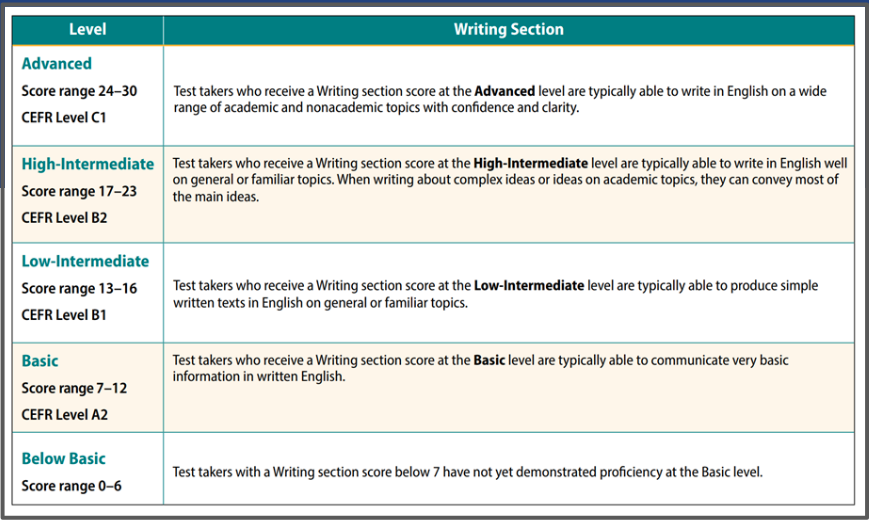 Level
Writing Section
Advanced
Score range 24–30
CEFR Level C1
Test takers who receive a Writing section score at the Advanced level are typically able to write in English on a wide
range of academic and nonacademic topics with confidence and clarity.
High-Intermediate
Score range 17–23
CEFR Level B2
Test takers who receive a Writing section score at the High-Intermediate level are typically able to write in English well
on general or familiar topics. When writing about complex ideas or ideas on academic topics, they can convey most of
the main ideas.
Low-Intermediate
Score range 13–16
CEFR Level B1
Test takers who receive a Writing section score at the Low-Intermediate level are typically able to produce simple
written texts in English on general or familiar topics.
Basic
Score range 7–12
CEFR Level A2
Test takers who receive a Writing section score at the Basic level are typically able to communicate very basic
information in written English.
Below Basic
Score range 0–6
Test takers with a Writing section score below 7 have not yet demonstrated proficiency at the Basic level.